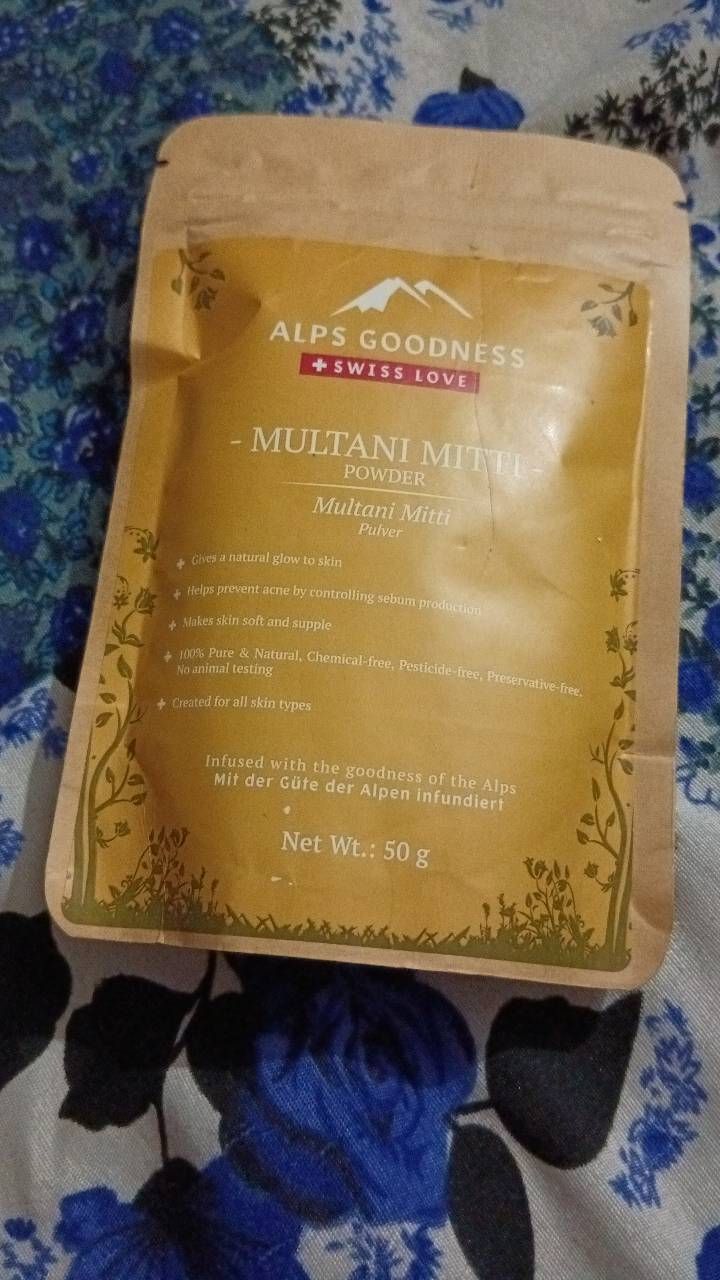 ALPS GOODNESS
SWISS LOVE
- MULTANI MITTI -
POWDER
Multani Mitti
Pulver
Gives a natural glow to skin
Helps prevent acne by controlling sebum production
Makes skin soft and supple
100% Pure & Natural, Chemical-free, Pesticide-free, Preservative-free,
No animal testing
Created for all skin types
Infused with the goodness of the Alps
Mit der Güte der Alpen infundiert
Net Wt.: 50 g